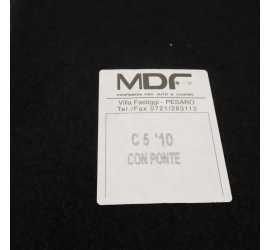 MDF
Villa Fastiggi - PESARO
Tel./Fax 0721/283113
C 5 '10
CON PONTE